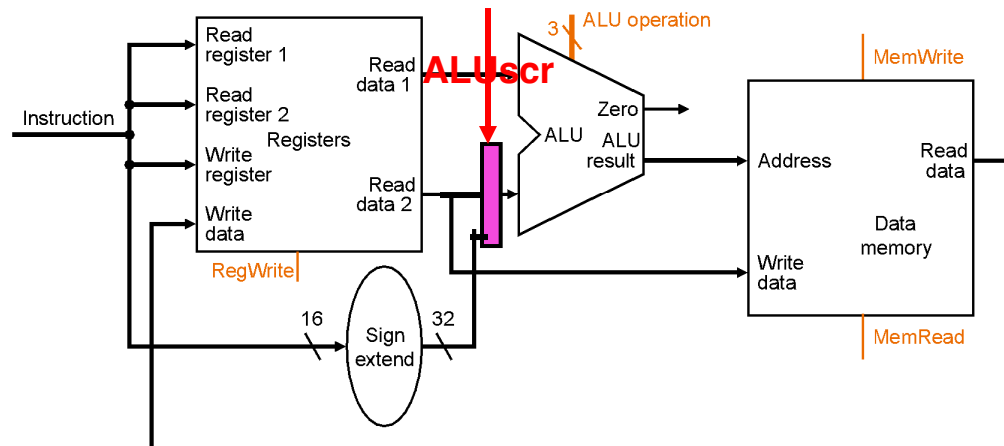 Instruction
Read
register 1
Read
register 2
Registers
Write
register
Write
data
Read
data 1
Read
data 2
RegWrite
16
Sign
extend
32
ALUscr
3
ALU operation
Zero
ALU
ALU
result
MemWrite
Address
Read
data
Data
memory
Write
data
MemRead